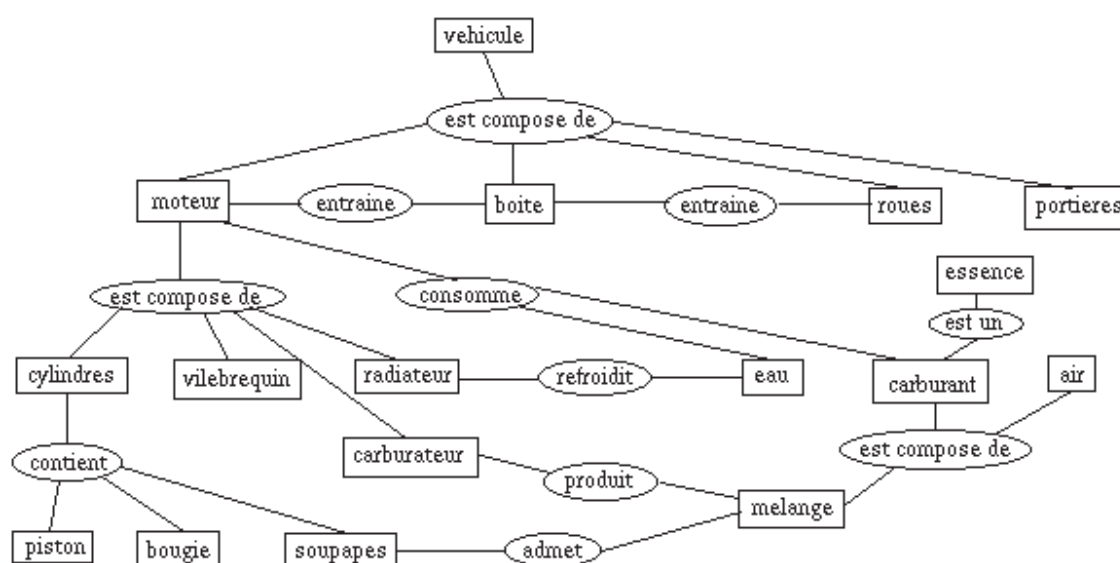 vehicule
est compose de
moteur
entraine
boite
entraine
roues
portieres
essence
est compose de
consomme
est un
cylindres
vilebrequin
radiateur
refroidit
eau
carburant
air
contient
carburateur
est compose de
produit
melange
piston
bougie
soupapes
admet